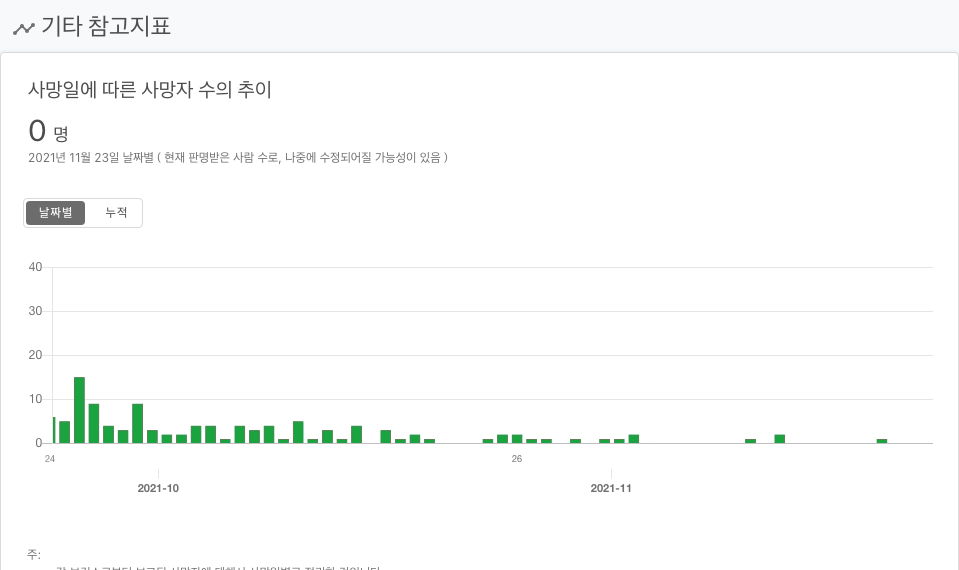 기타 참고지표
사망일에 따른 사망자 수의 추이
0 명
2021년 11월 23일 날짜별 ( 현재 판명받은 사람 수로, 나중에 수정되어질 가능성이 있음 )
날짜별 누적
40
30
20
10
0
24 26
2021-10 2021-11
주: